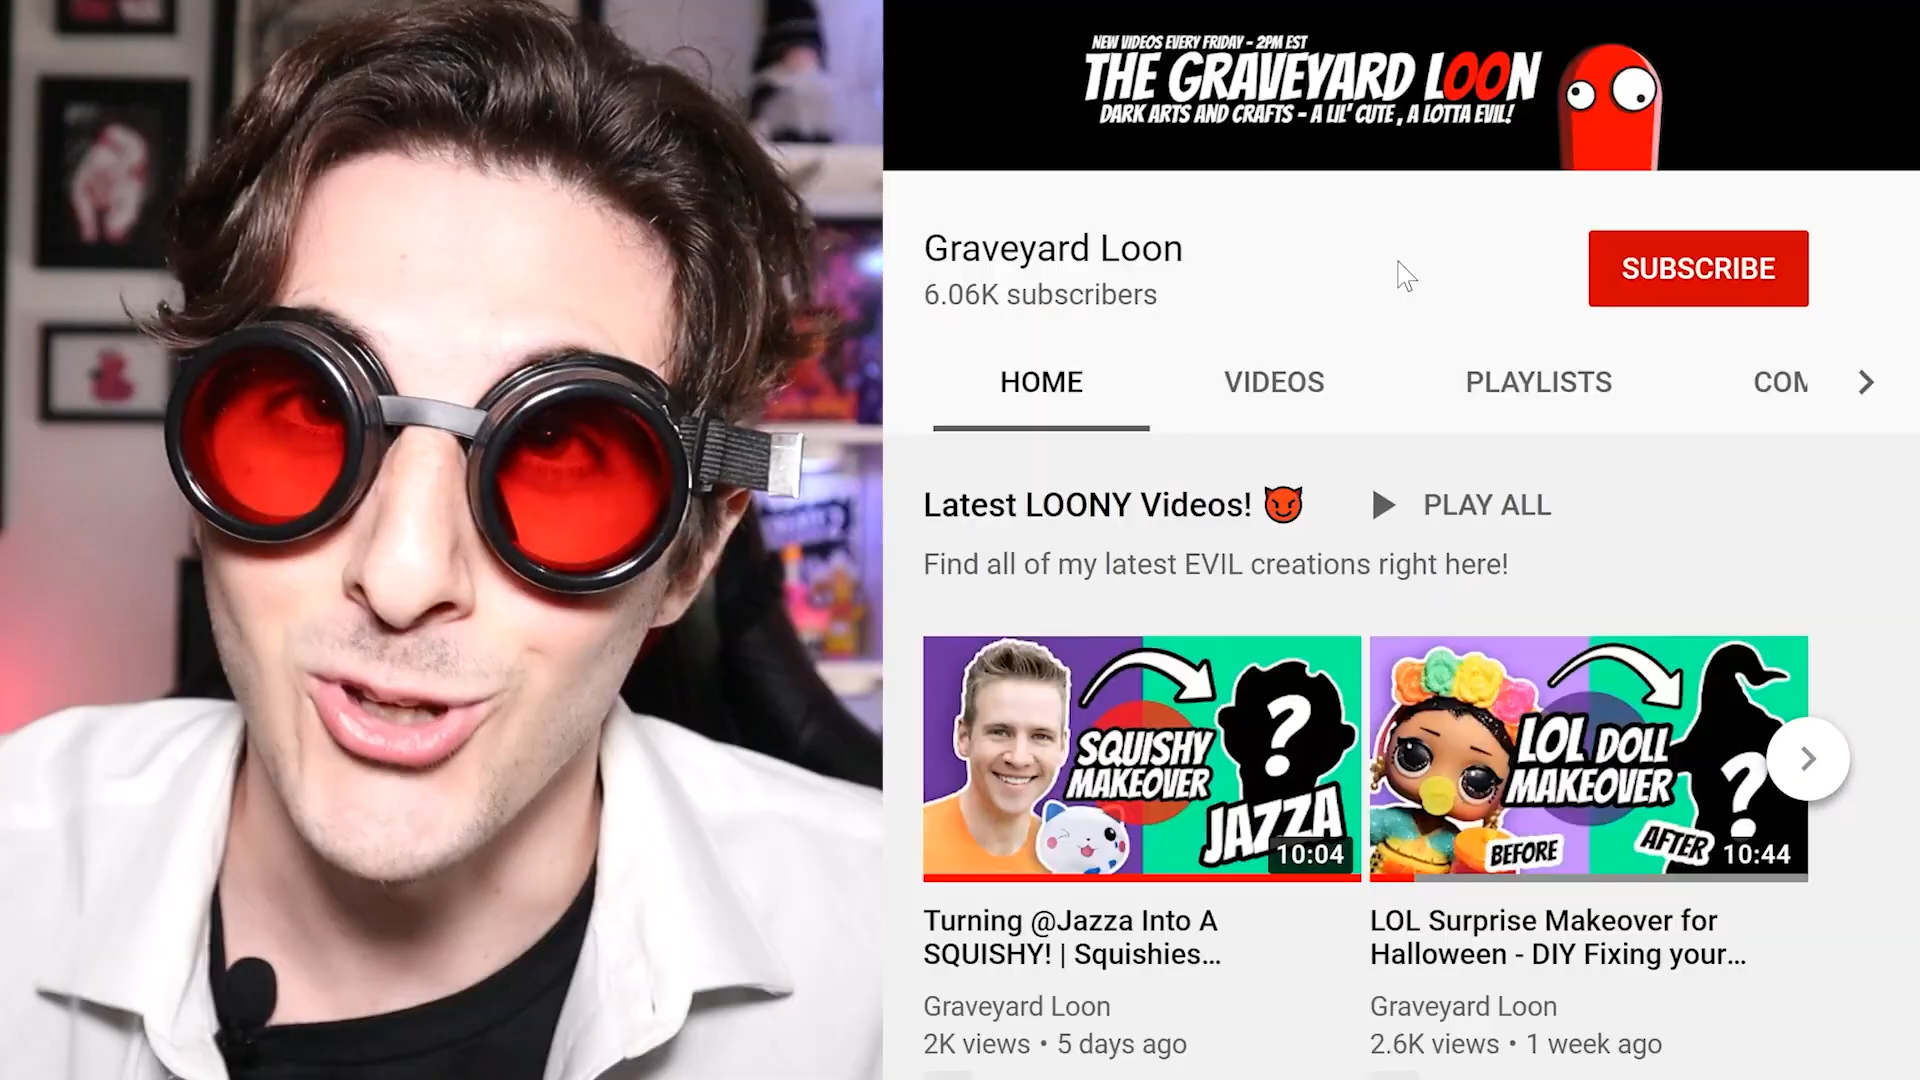 NEW VIDEOS EVERY FRIDAY - 2PM EST
THE GRAVEYARD LOON
DARK ARTS AND CRAFTS - A LIL' CUTE, A LOTTA EVIL!
Graveyard Loon
6.06K subscribers
SUBSCRIBE
HOME VIDEOS PLAYLISTS COM
Latest LOONY Videos! PLAY ALL
Find all of my latest EVIL creations right here!
SQUISHY
MAKEOVER
?
JAZZA
10:04
LOL DOLL
MAKEOVER
?
BEFORE
AFTER
10:44
Turning @Jazza Into A
SQUISHY! | Squishies...
Graveyard Loon
2K views • 5 days ago
LOL Surprise Makeover for
Halloween - DIY Fixing your...
Graveyard Loon
2.6K views • 1 week ago